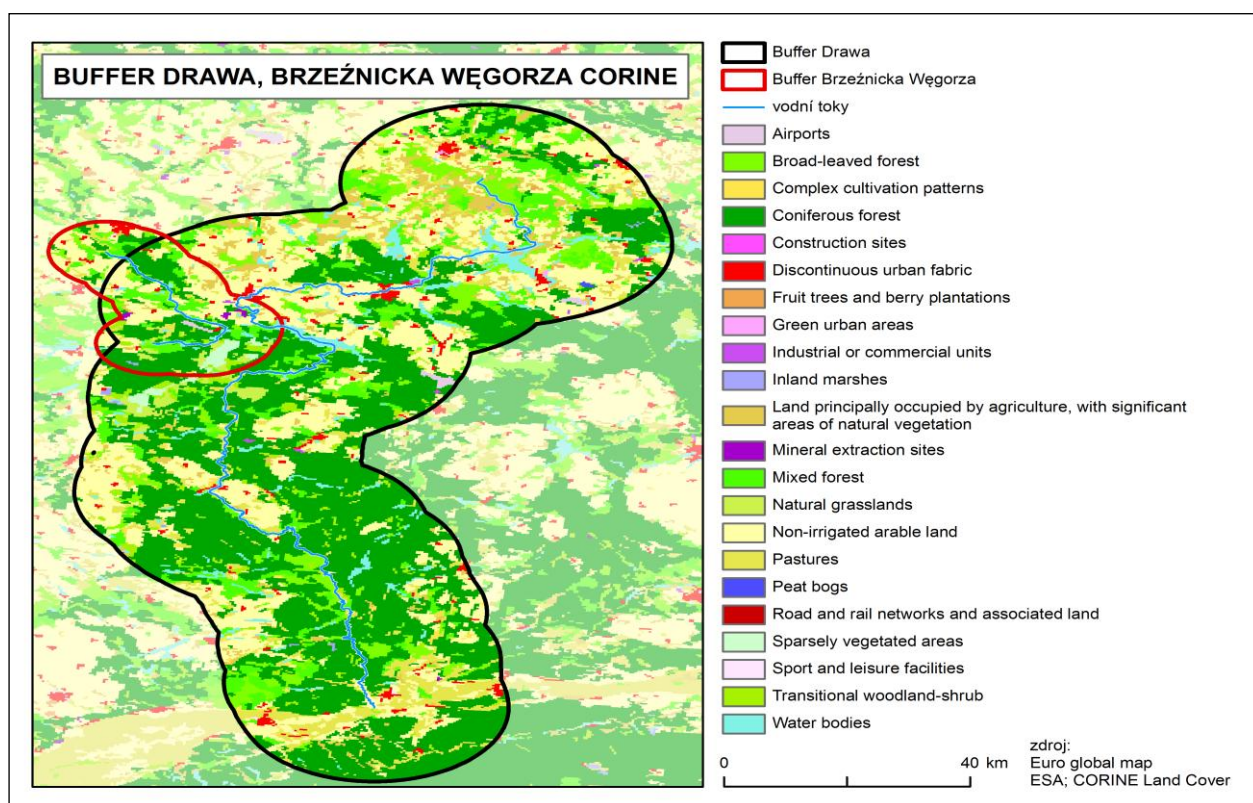 BUFFER DRAWA, BRZEŹNICKA WĘGORZA CORINE
Buffer Drawa
Buffer Brzeźnicka Węgorza
vodní toky
Airports
Broad-leaved forest
Complex cultivation patterns
Coniferous forest
Construction sites
Discontinuous urban fabric
Fruit trees and berry plantations
Green urban areas
Industrial or commercial units
Inland marshes
Land principally occupied by agriculture, with significant
areas of natural vegetation
Mineral extraction sites
Mixed forest
Natural grasslands
Non-irrigated arable land
Pastures
Peat bogs
Road and rail networks and associated land
Sparsely vegetated areas
Sport and leisure facilities
Transitional woodland-shrub
Water bodies
0 40 km
zdroj:
Euro global map
ESA; CORINE Land Cover